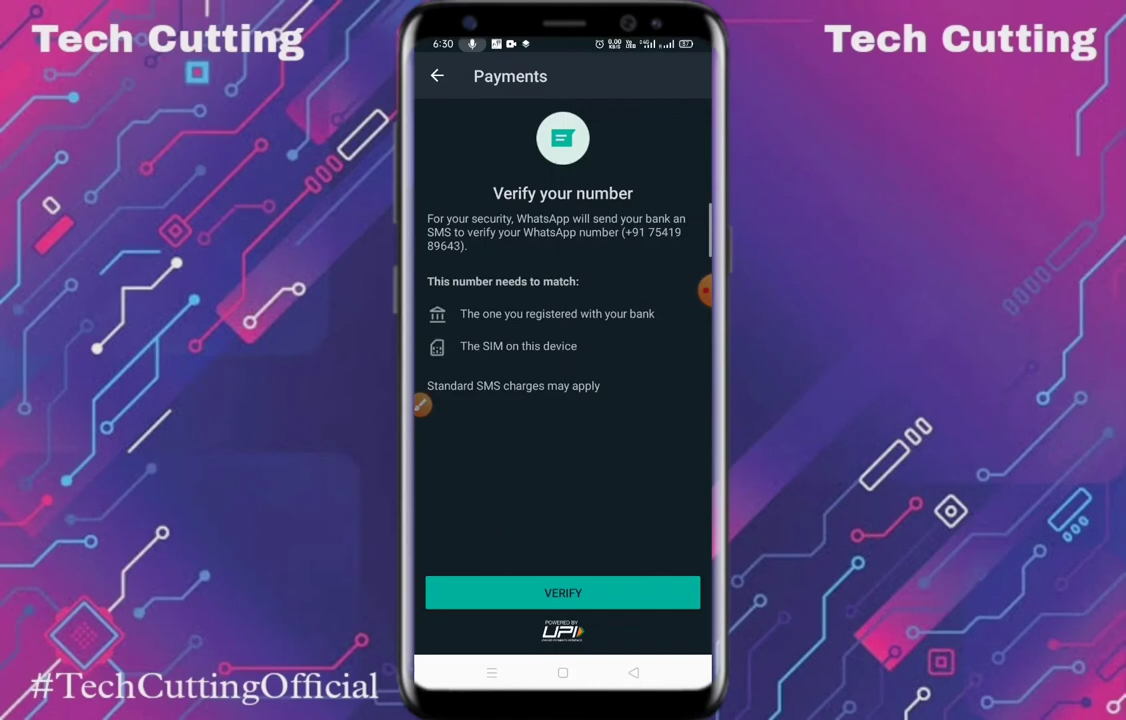 Tech Cutting
Tech Cutting
6:30
37
Payments
Verify your number
For your security, WhatsApp will send your bank an
SMS to verify your WhatsApp number (+91 75419
89643).
This number needs to match:
The one you registered with your bank
The SIM on this device
Standard SMS charges may apply
VERIFY
POWERED BY
UPI
#TechCuttingOfficial